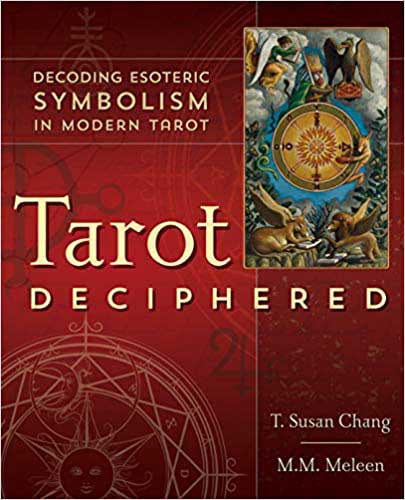 DECODING ESOTERIC
SYMBOLISM
IN MODERN TAROT
Tarot
DECIPHERED
T. Susan Chang
M.M. Meleen